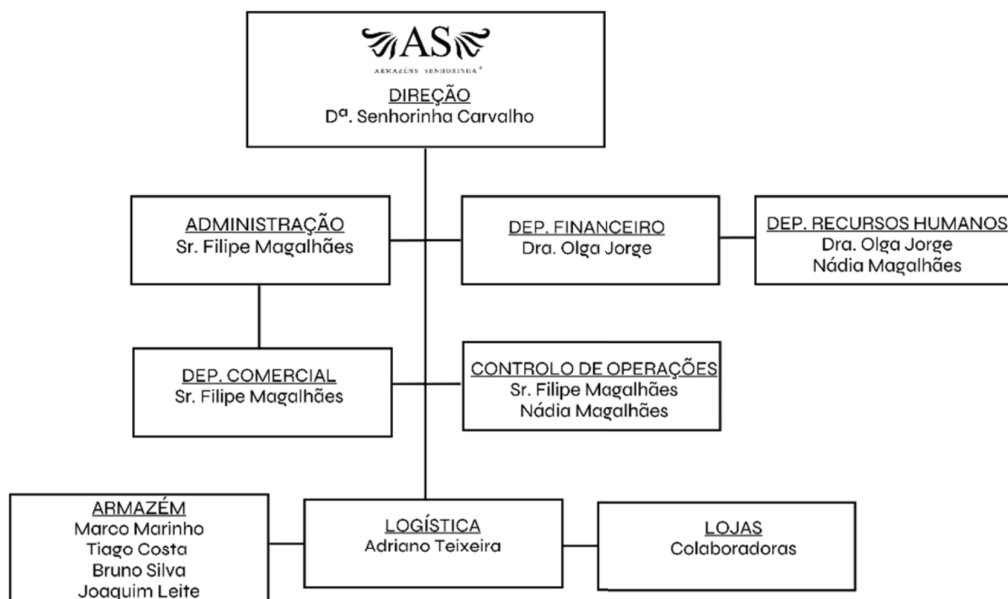 AS
ARMAZÉNS SENHORINHA®
DIREÇÃO
Dª. Senhorinha Carvalho
ADMINISTRAÇÃO
Sr. Filipe Magalhães
DEP. FINANCEIRO
Dra. Olga Jorge
DEP. RECURSOS HUMANOS
Dra. Olga Jorge
Nádia Magalhães
DEP. COMERCIAL
Sr. Filipe Magalhães
CONTROLO DE OPERAÇÕES
Sr. Filipe Magalhães
Nádia Magalhães
ARMAZÉM
Marco Marinho
Tiago Costa
Bruno Silva
Joaquim Leite
LOGÍSTICA
Adriano Teixeira
LOJAS
Colaboradoras